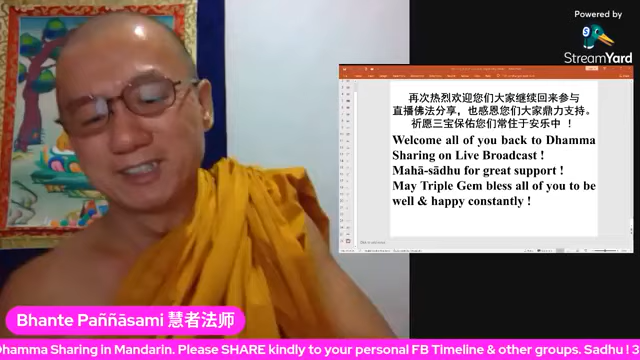 Powered by
StreamYard
再次热烈欢迎您们大家继续回来参与
直播佛法分享，也感恩您们大家鼎力支持。
祈愿三宝保佑您们常住于安乐中 ！
Welcome all of you back to Dhamma
Sharing on Live Broadcast !
Mahā-sādhu for great support !
May Triple Gem bless all of you to be
well & happy constantly !
Bhante Paññāsami 慧者法师
Dhamma Sharing in Mandarin. Please SHARE kindly to your personal FB Timeline & other groups. Sadhu ! 3